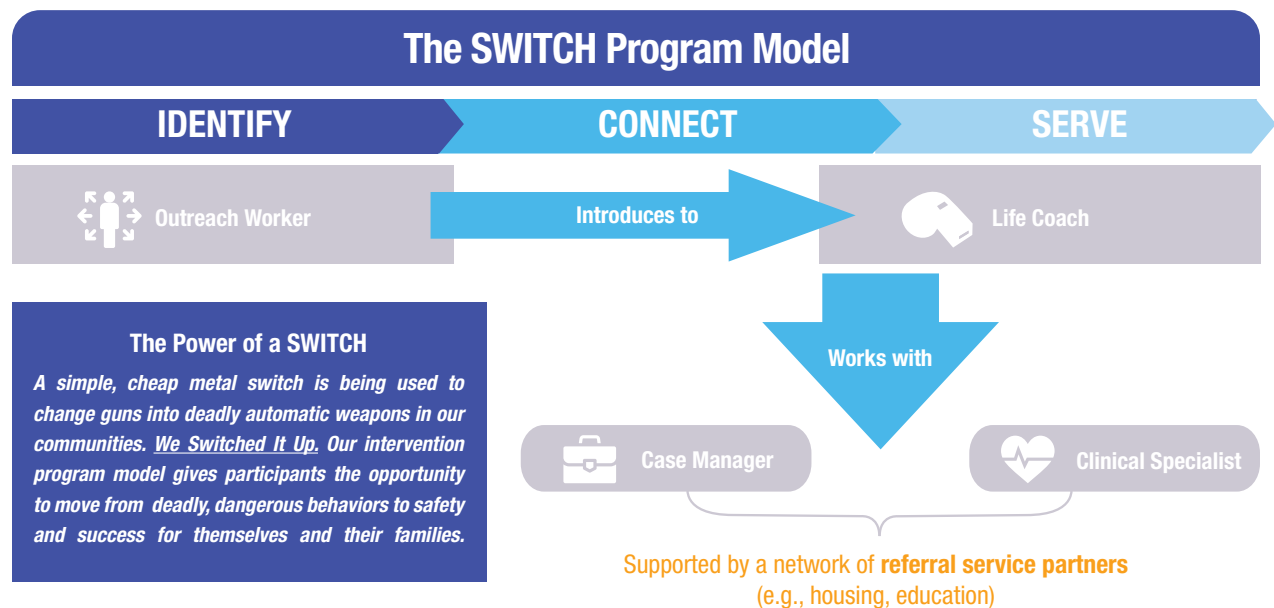 The SWITCH Program Model
IDENTIFY
CONNECT
SERVE
Outreach Worker
Introduces to
Life Coach
The Power of a SWITCH
A simple, cheap metal switch is being used to
change guns into deadly automatic weapons in our
communities. We Switched It Up. Our intervention
program model gives participants the opportunity
to move from deadly, dangerous behaviors to safety
and success for themselves and their families.
Works with
Case Manager
Clinical Specialist
Supported by a network of referral service partners
(e.g., housing, education)